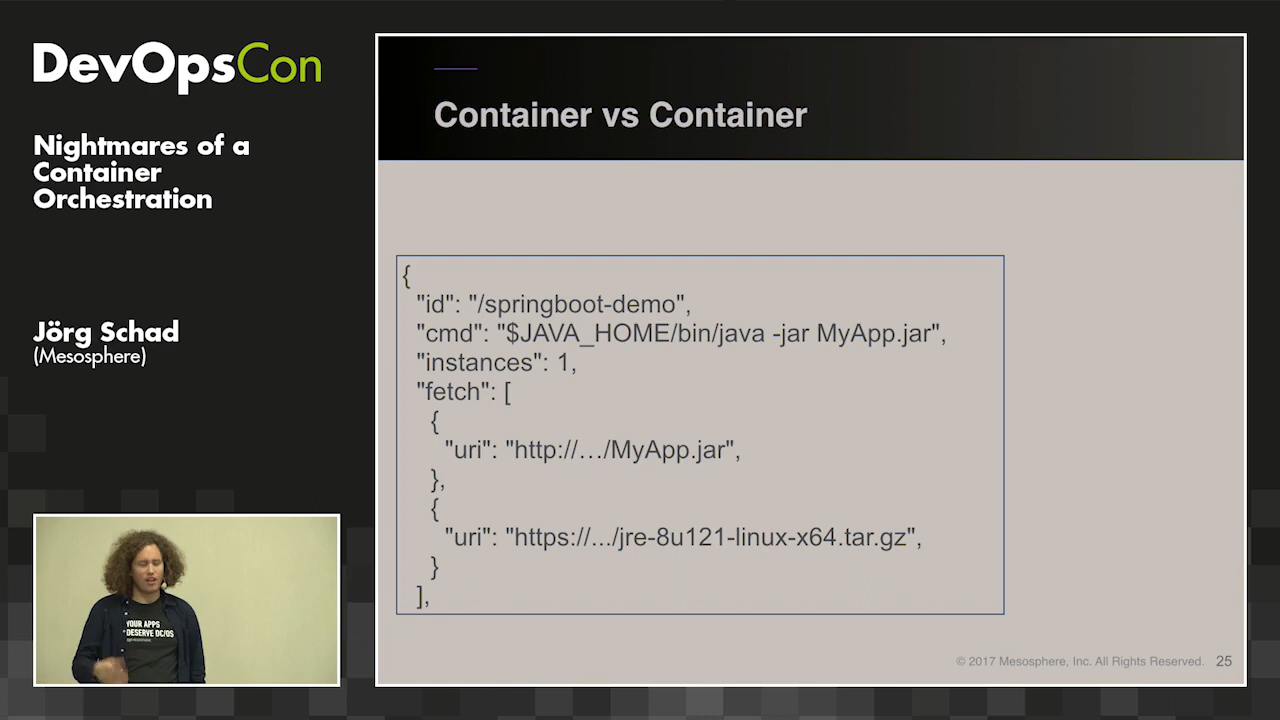 DevOpsCon
Nightmares of a
Container
Orchestration
Jörg Schad
(Mesosphere)
YOUR APPS
DESERVE DC/OS
Container vs Container
{
"id": "/springboot-demo",
"cmd": "$JAVA_HOME/bin/java -jar MyApp.jar",
"instances": 1,
"fetch": [
{
"uri": "http://…/MyApp.jar",
},
{
"uri": "https://.../jre-8u121-linux-x64.tar.gz",
}
],
© 2017 Mesosphere, Inc. All Rights Reserved. 25